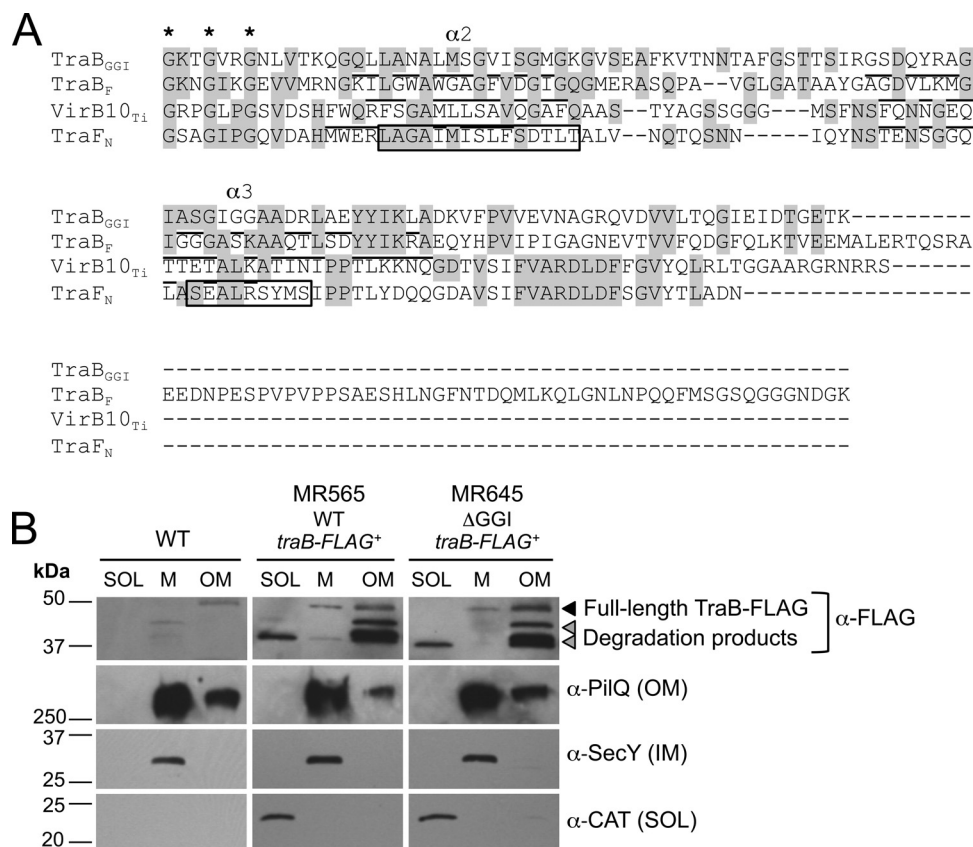 A
* * * α2
TraB_GGI GKTGVRGNLVTKQGQLLANALMSGVISGMGKGVSEAFKVTNNTAFGSTTSIRGSDQYRAG
TraB_F GKNGIKGEVVMRNGKILGWAWGAGFVDGIGQGMERASQPA--VGLGATAAYGAGDVLKMG
VirB10_Ti GRPGLPGSVDSHFWQRFSGAMLLSAVQGAFQAAS-TYAGSSGGG---MSFNSFQNNGEQ
TraF_N GSAGIPGQVDAHMWERLAGATMISLFSDTLTALV--NQTQSNN---IQYNSTENSGGQ
α3
TraB_GGI IASGIGGAADRLAEYYIKLADKVFPVVEVNAGRQVDVVLTQGIEIDTGETK---------
TraB_F IGGGASKAAQTLSDYYIKRAEQYHPVIPIGAGNEVTVVFQDGFQLKTVEEMALERTQSRA
VirB10_Ti TTETALKATINIPPTLKKNQGDTVSIFVARDLDFFGVYQLRLTGGAARGRNRRS------
TraF_N LASEALRSYMSIPPTLYDQQGDAVSIFVARDLDFSGVYTLADN-----------------
TraB_GGI ---------------------------------------------------
TraB_F EEDNPESPVPVPPSAESHLNGFNTDQMLKQLGNLNPQQFMSGSQGGGNDGK
VirB10_Ti ---------------------------------------------------
TraF_N ---------------------------------------------------
B
WT MR565 WT traB-FLAG⁺ MR645 ΔGGI traB-FLAG⁺
kDa SOL M OM SOL M OM SOL M OM
50 Full-length TraB-FLAG
37 Degradation products
α-FLAG
250 α-PilQ (OM)
37
25 α-SecY (IM)
25
20 α-CAT (SOL)